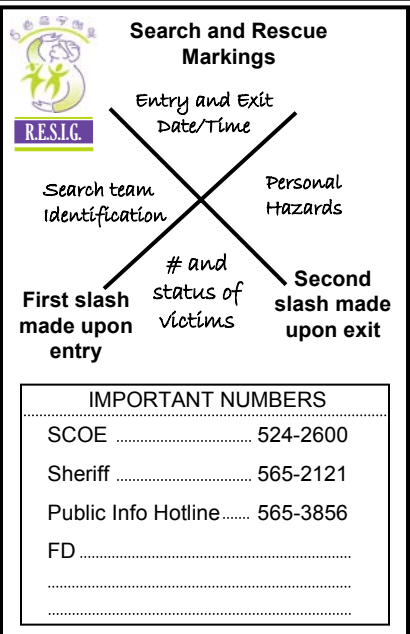 Search and Rescue
Markings
R.E.S.I.G.
Entry and Exit
Date/Time
Search team
Identification
Personal
Hazards
# and
status of
victims
First slash
made upon
entry
Second
slash made
upon exit
IMPORTANT NUMBERS
SCOE ................................ 524-2600
Sheriff ................................ 565-2121
Public Info Hotline....... 565-3856
FD